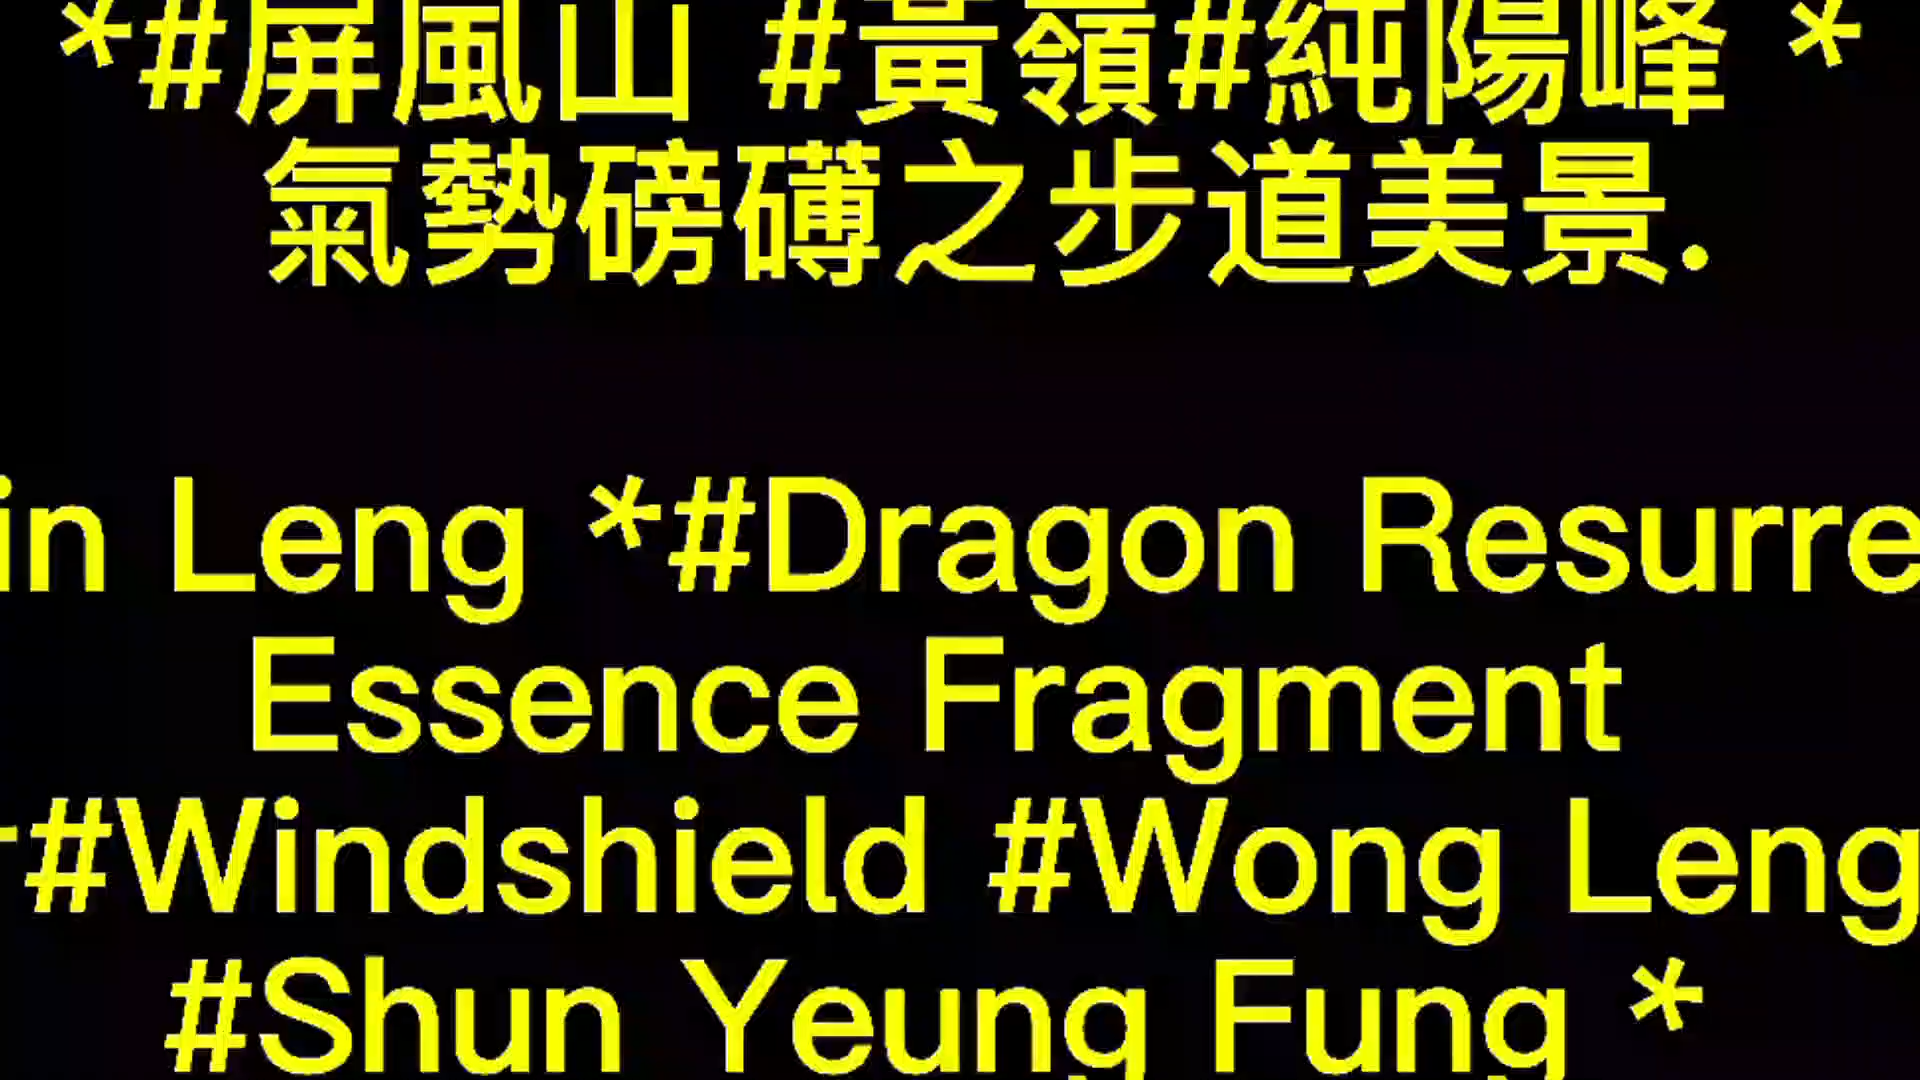 *#屏風山 #黃嶺#純陽峰 *
氣勢磅礡之步道美景.
in Leng *#Dragon Resurre
Essence Fragment
#Windshield #Wong Leng
#Shun Yeung Fung *